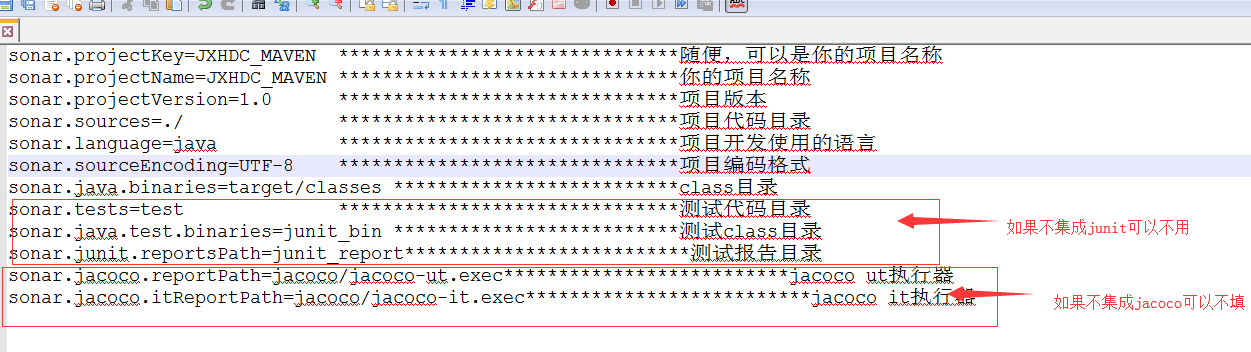 sonar.projectKey=JXHDC_MAVEN *******************************随便，可以是你的项目名称
sonar.projectName=JXHDC_MAVEN *******************************你的项目名称
sonar.projectVersion=1.0 *******************************项目版本
sonar.sources=./ *******************************项目代码目录
sonar.language=java *******************************项目开发使用的语言
sonar.sourceEncoding=UTF-8 *******************************项目编码格式
sonar.java.binaries=target/classes **************************class目录
sonar.tests=test *******************************测试代码目录
sonar.java.test.binaries=junit_bin **************************测试class目录
如果不集成junit可以不用
sonar.junit.reportsPath=junit_report**************************测试报告目录
sonar.jacoco.reportPath=jacoco/jacoco-ut.exec**************************jacoco ut执行器
sonar.jacoco.itReportPath=jacoco/jacoco-it.exec**************************jacoco it执行器
如果不集成jacoco可以不填